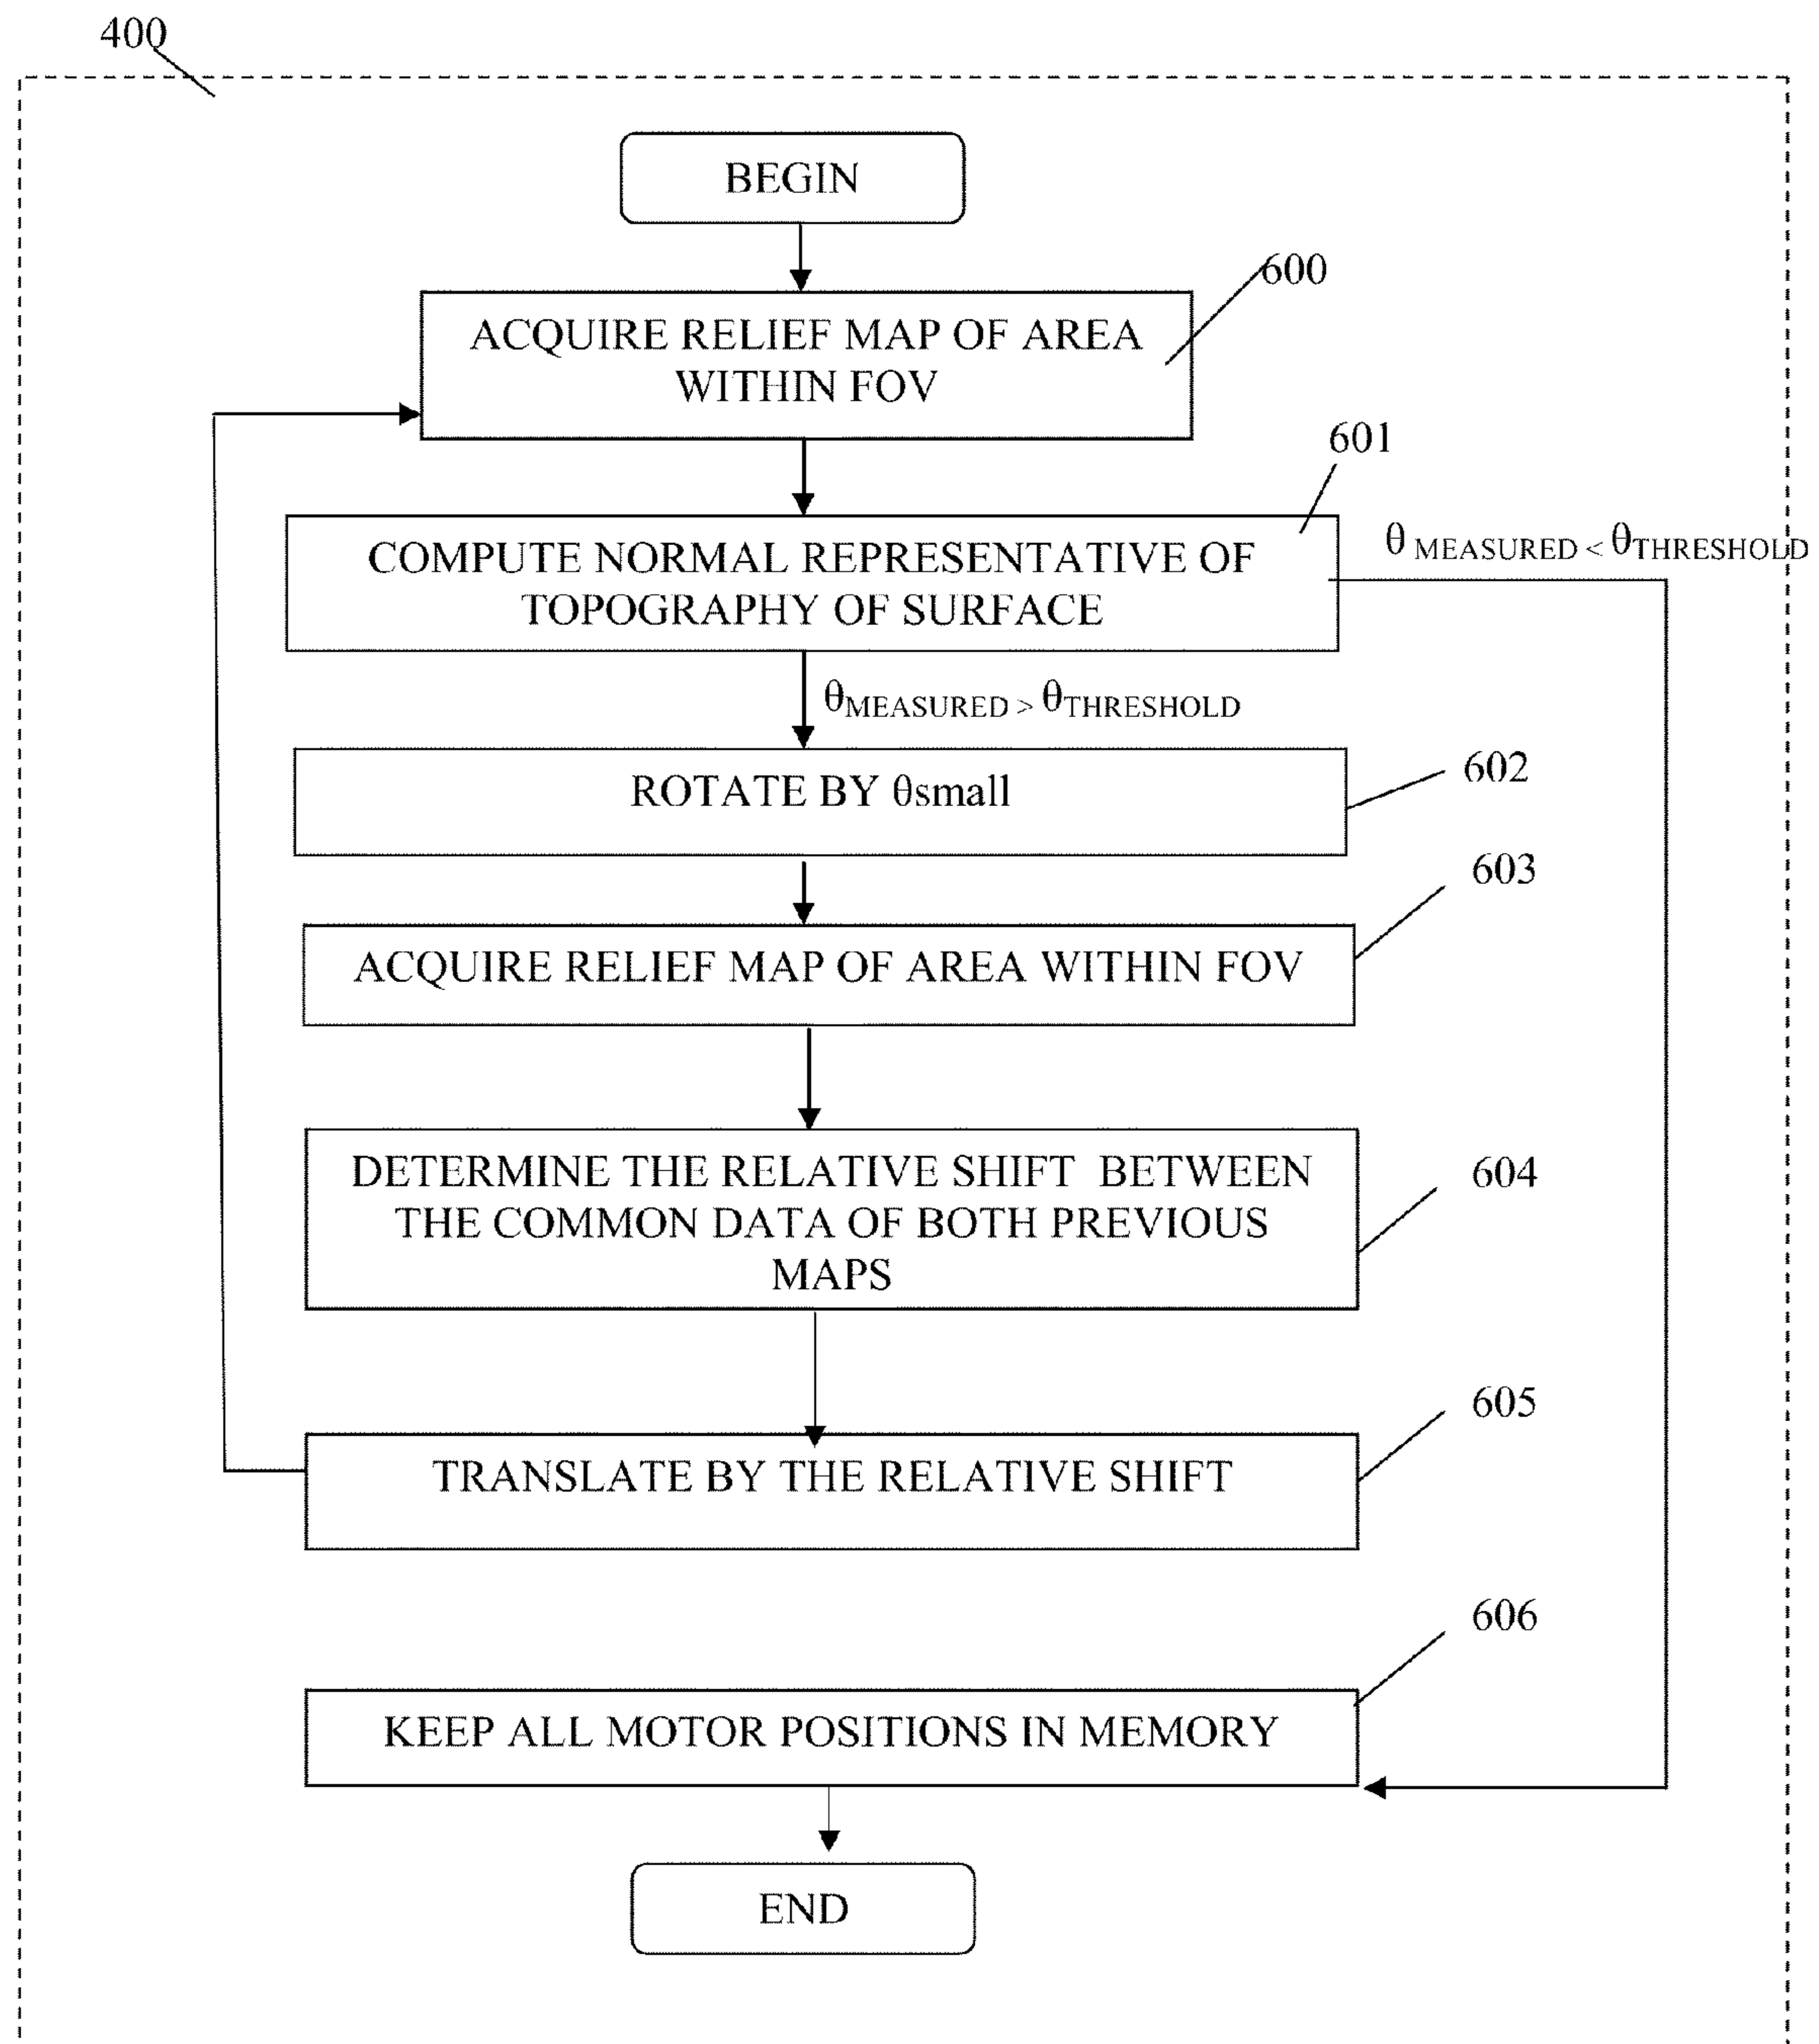 400
BEGIN
600
ACQUIRE RELIEF MAP OF AREA
WITHIN FOV
601
COMPUTE NORMAL REPRESENTATIVE OF
TOPOGRAPHY OF SURFACE
θ MEASURED < θTHRESHOLD
θMEASURED > θTHRESHOLD
ROTATE BY θsmall
602
603
ACQUIRE RELIEF MAP OF AREA WITHIN FOV
DETERMINE THE RELATIVE SHIFT BETWEEN
THE COMMON DATA OF BOTH PREVIOUS
MAPS
604
605
TRANSLATE BY THE RELATIVE SHIFT
606
KEEP ALL MOTOR POSITIONS IN MEMORY
END